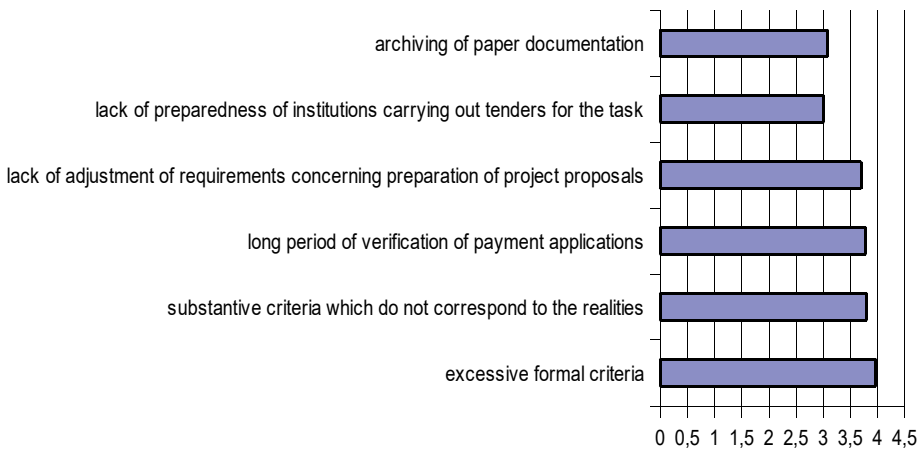 archiving of paper documentation
lack of preparedness of institutions carrying out tenders for the task
lack of adjustment of requirements concerning preparation of project proposals
long period of verification of payment applications
substantive criteria which do not correspond to the realities
excessive formal criteria
0 0,5 1 1,5 2 2,5 3 3,5 4 4,5